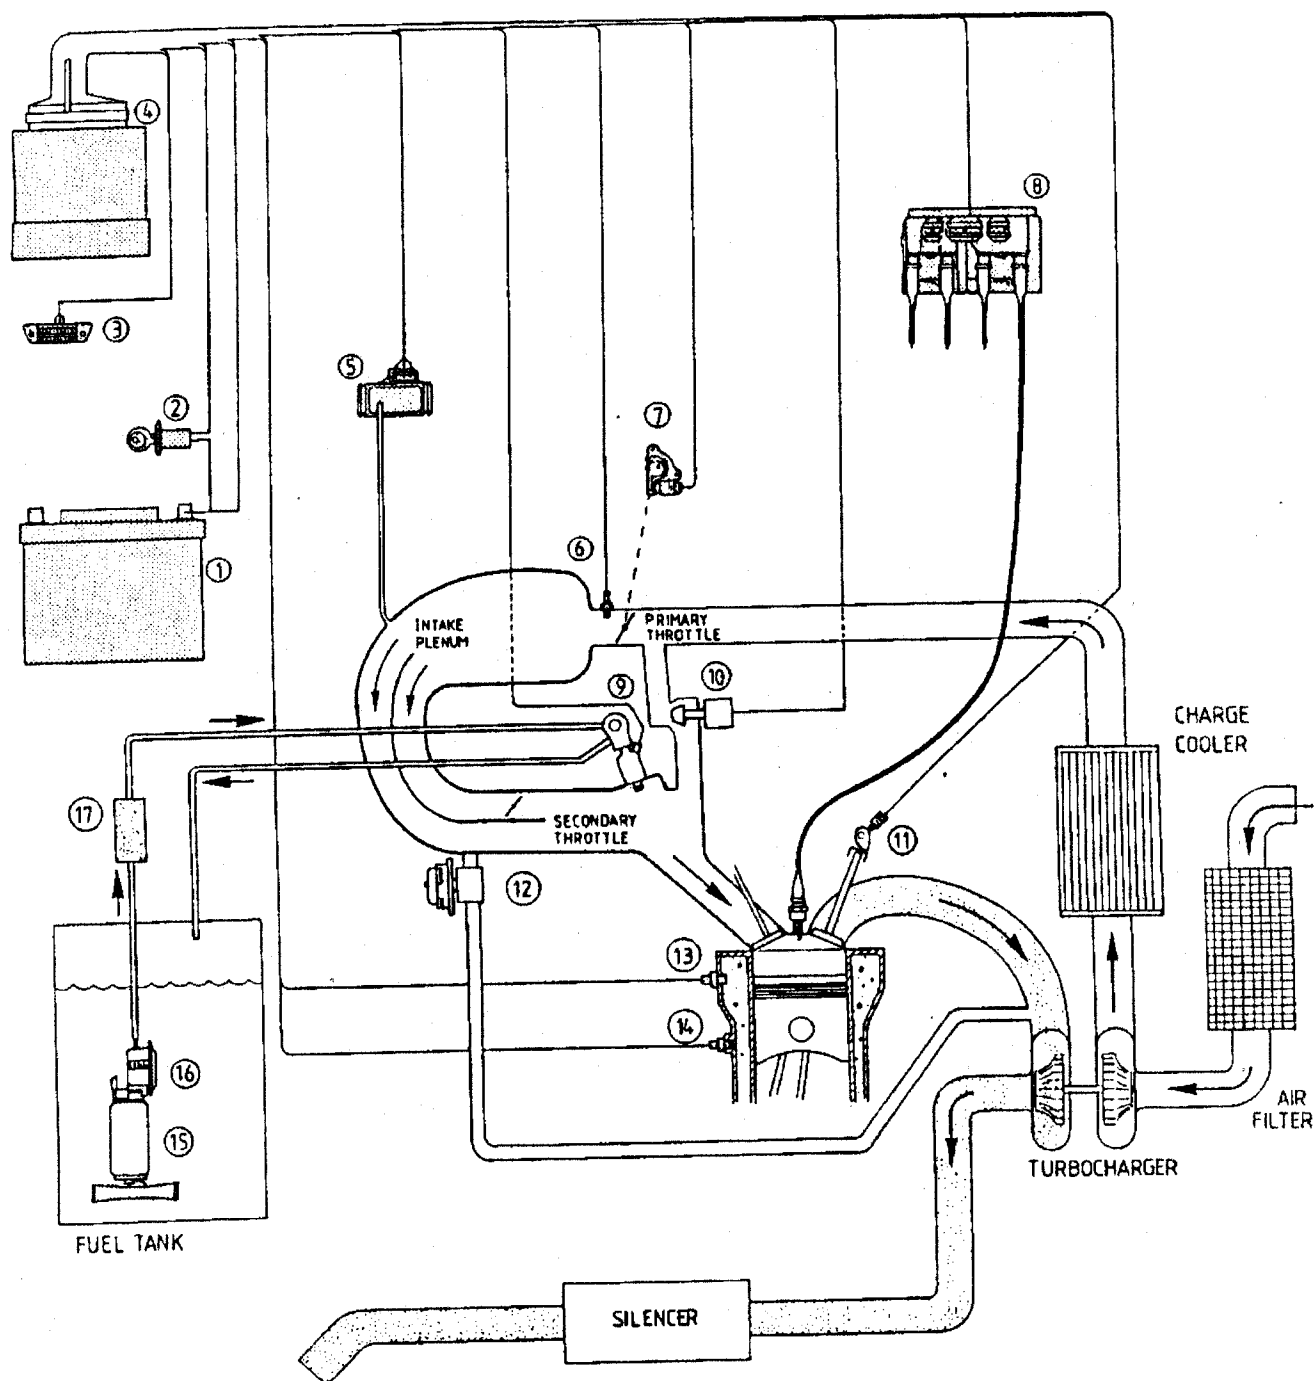 4
8
3
5
2
7
6
1
INTAKE
PLENUM
PRIMARY
THROTTLE
9
10
CHARGE
COOLER
17
SECONDARY
THROTTLE
11
12
13
14
16
AIR
FILTER
15
TURBOCHARGER
FUEL TANK
SILENCER